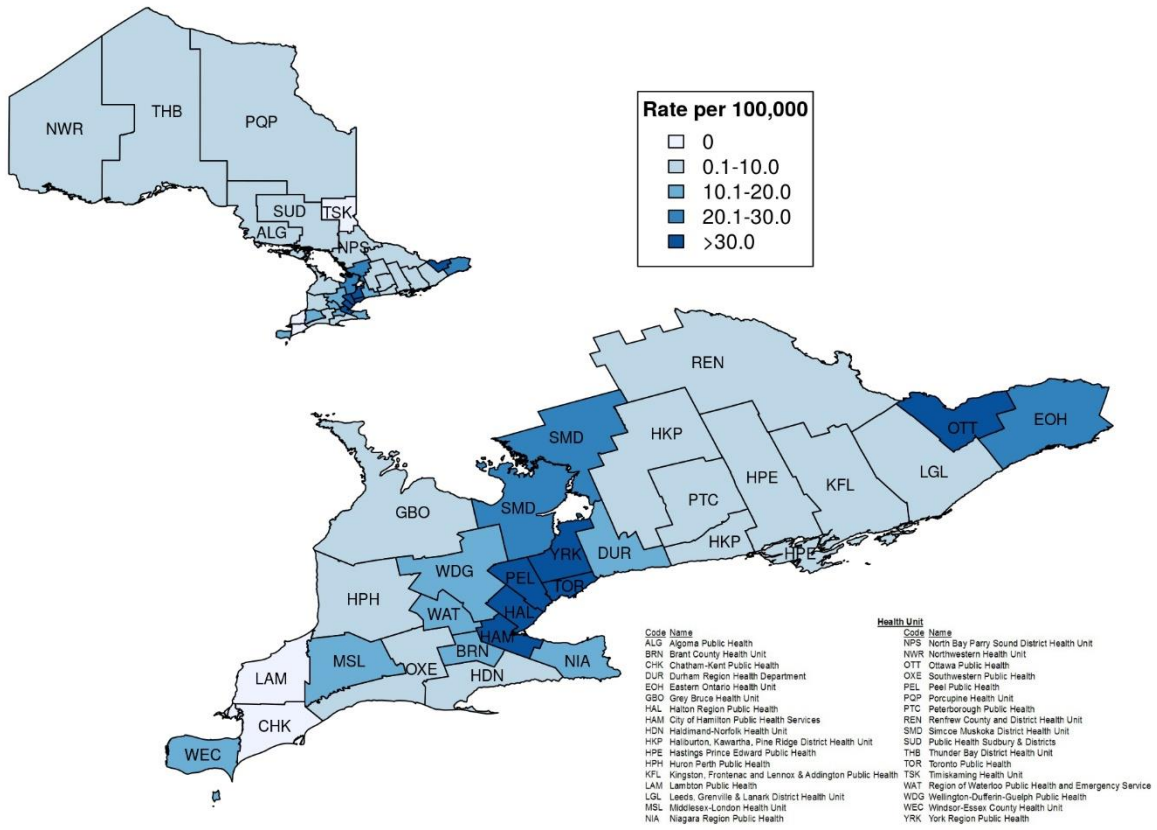 Rate per 100,000
0
0.1-10.0
10.1-20.0
20.1-30.0
>30.0
NWR
THB
PQP
SUD
TSK
ALG
NPS
REN
SMD
HKP
OTT
EOH
HPE
KFL
LGL
PTC
GBO
SMD
YRK
DUR
HKP
HPE
WDG
PEL
TOR
HPH
WAT
HAL
HAM
MSL
OXE
BRN
NIA
LAM
HDN
CHK
WEC
Health Unit
Code Name
ALG Algoma Public Health
BRN Brant County Health Unit
CHK Chatham-Kent Public Health
DUR Durham Region Health Department
EOH Eastern Ontario Health Unit
GBO Grey Bruce Health Unit
HAL Halton Region Public Health
HAM City of Hamilton Public Health Services
HDN Haldimand-Norfolk Health Unit
HKP Haliburton, Kawartha, Pine Ridge District Health Unit
HPE Hastings Prince Edward Public Health
HPH Huron Perth Public Health
KFL Kingston, Frontenac and Lennox & Addington Public Health
LAM Lambton Public Health
LGL Leeds, Grenville & Lanark District Health Unit
MSL Middlesex-London Health Unit
NIA Niagara Region Public Health
Code Name
NPS North Bay Parry Sound District Health Unit
NWR Northwestern Health Unit
OTT Ottawa Public Health
OXE Southwestern Public Health
PEL Peel Public Health
PQP Porcupine Health Unit
PTC Peterborough Public Health
REN Renfrew County and District Health Unit
SMD Simcoe Muskoka District Health Unit
SUD Public Health Sudbury & Districts
THB Thunder Bay District Health Unit
TOR Toronto Public Health
TSK Timiskaming Health Unit
WAT Region of Waterloo Public Health and Emergency Service
WDG Wellington-Dufferin-Guelph Public Health
WEC Windsor-Essex County Health Unit
YRK York Region Public Health